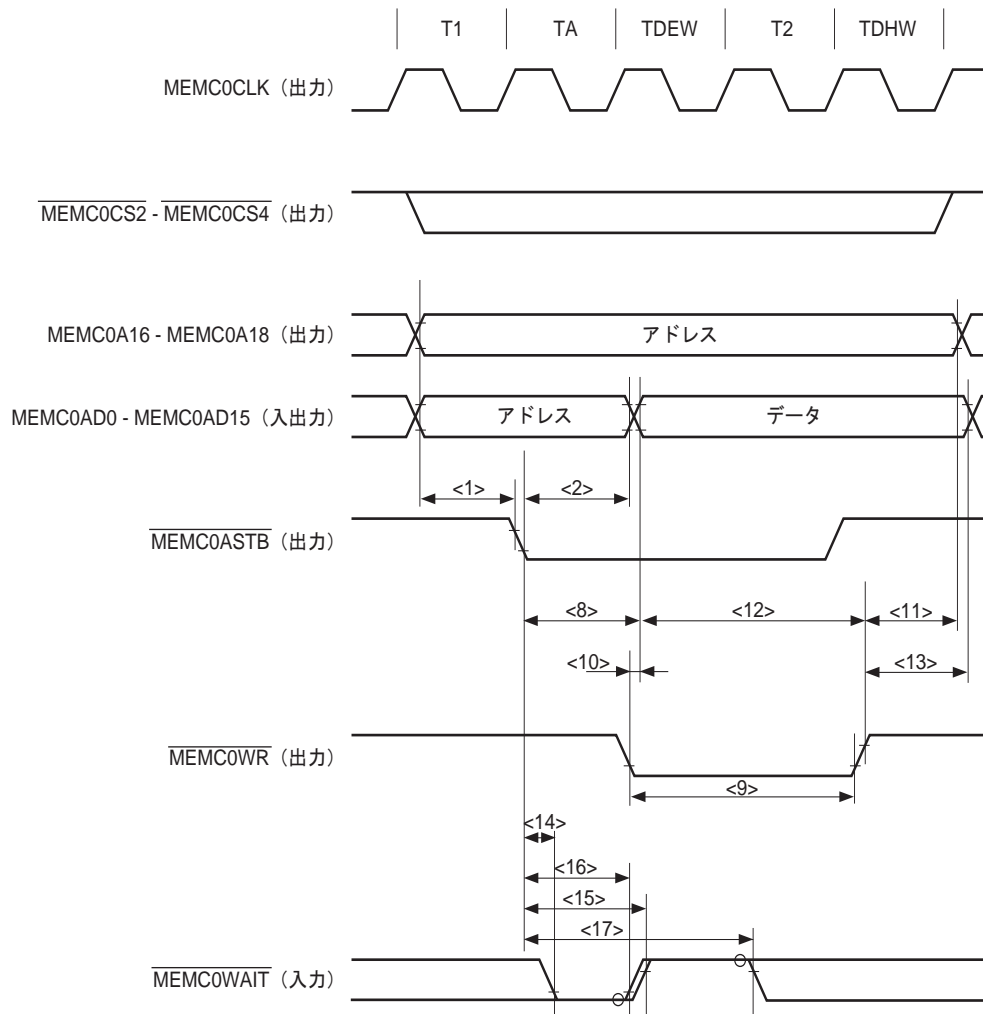 T1 TA TDEW T2 TDHW
MEMC0CLK（出力）
MEMC0CS2 - MEMC0CS4（出力）
MEMC0A16 - MEMC0A18（出力）
アドレス
MEMC0AD0 - MEMC0AD15（入出力）
アドレス データ
<1> <2>
MEMC0ASTB（出力）
<8> <12> <11>
<10> <13>
MEMC0WR（出力）
<9>
<14>
<16>
<15>
<17>
MEMC0WAIT（入力）